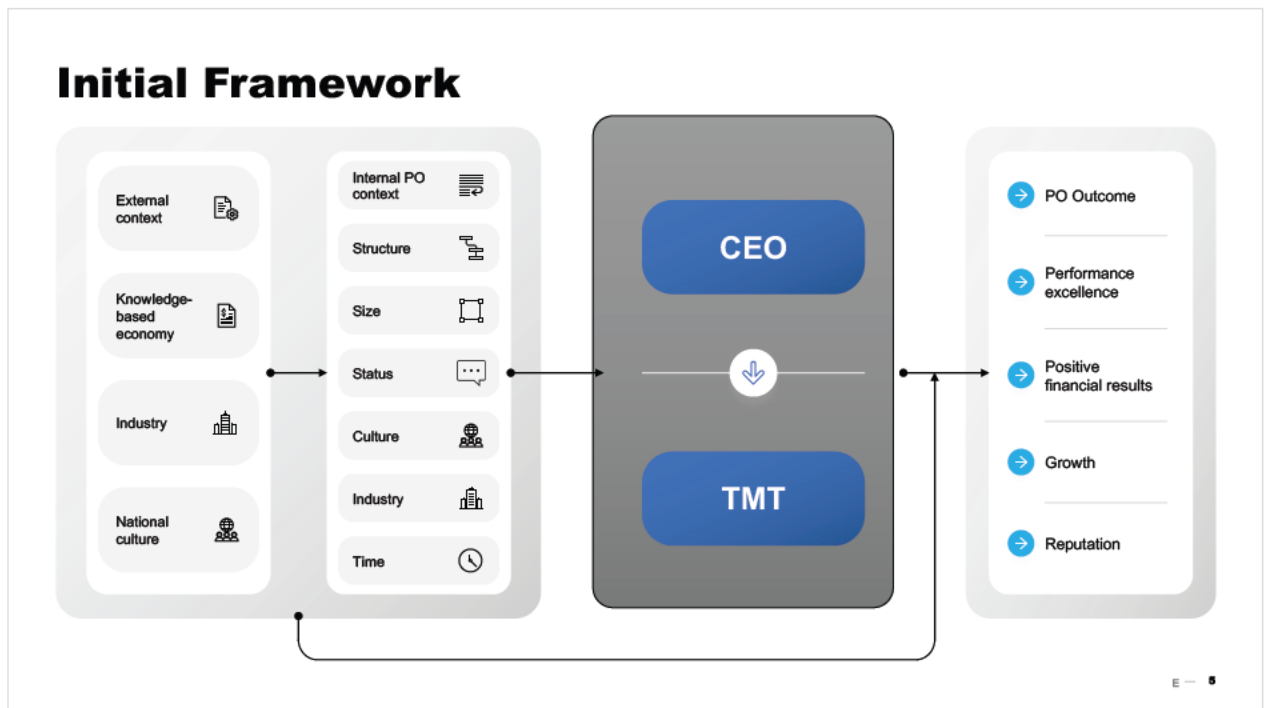 Initial Framework
External
context
Knowledge-
based
economy
Industry
National
culture
Internal PO
context
Structure
Size
Status
Culture
Industry
Time
CEO
TMT
PO Outcome
Performance
excellence
Positive
financial results
Growth
Reputation
E — 5